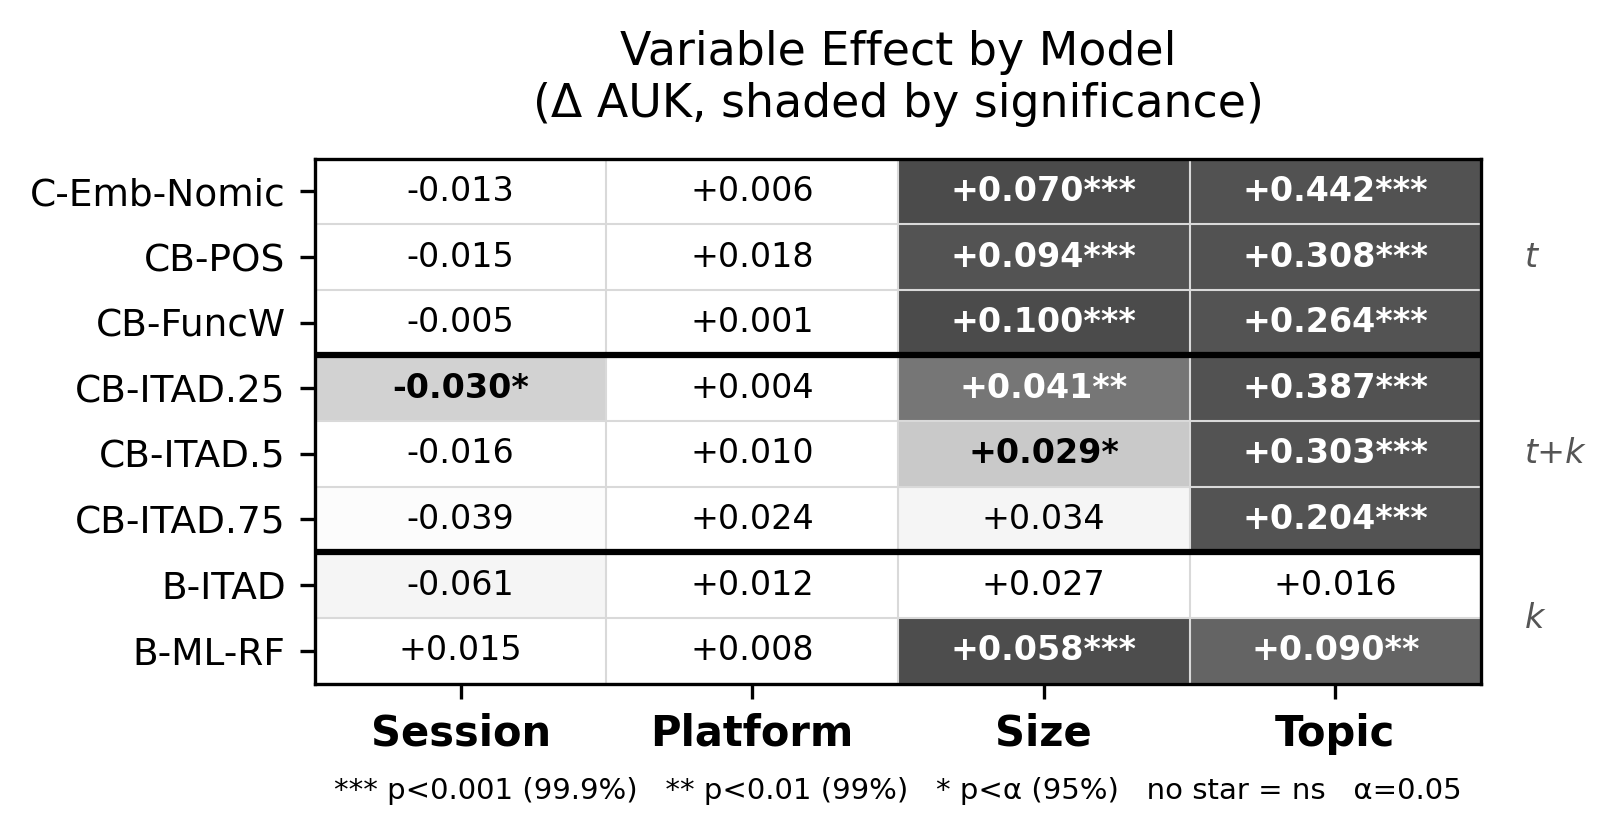 Variable Effect by Model
(Δ AUK, shaded by significance)
C-Emb-Nomic -0.013 +0.006 +0.070*** +0.442***
CB-POS -0.015 +0.018 +0.094*** +0.308*** t
CB-FuncW -0.005 +0.001 +0.100*** +0.264***
CB-ITAD.25 -0.030* +0.004 +0.041** +0.387***
CB-ITAD.5 -0.016 +0.010 +0.029* +0.303*** t+k
CB-ITAD.75 -0.039 +0.024 +0.034 +0.204***
B-ITAD -0.061 +0.012 +0.027 +0.016
k
B-ML-RF +0.015 +0.008 +0.058*** +0.090**
Session Platform Size Topic
*** p<0.001 (99.9%) ** p<0.01 (99%) * p<α (95%) no star = ns α=0.05